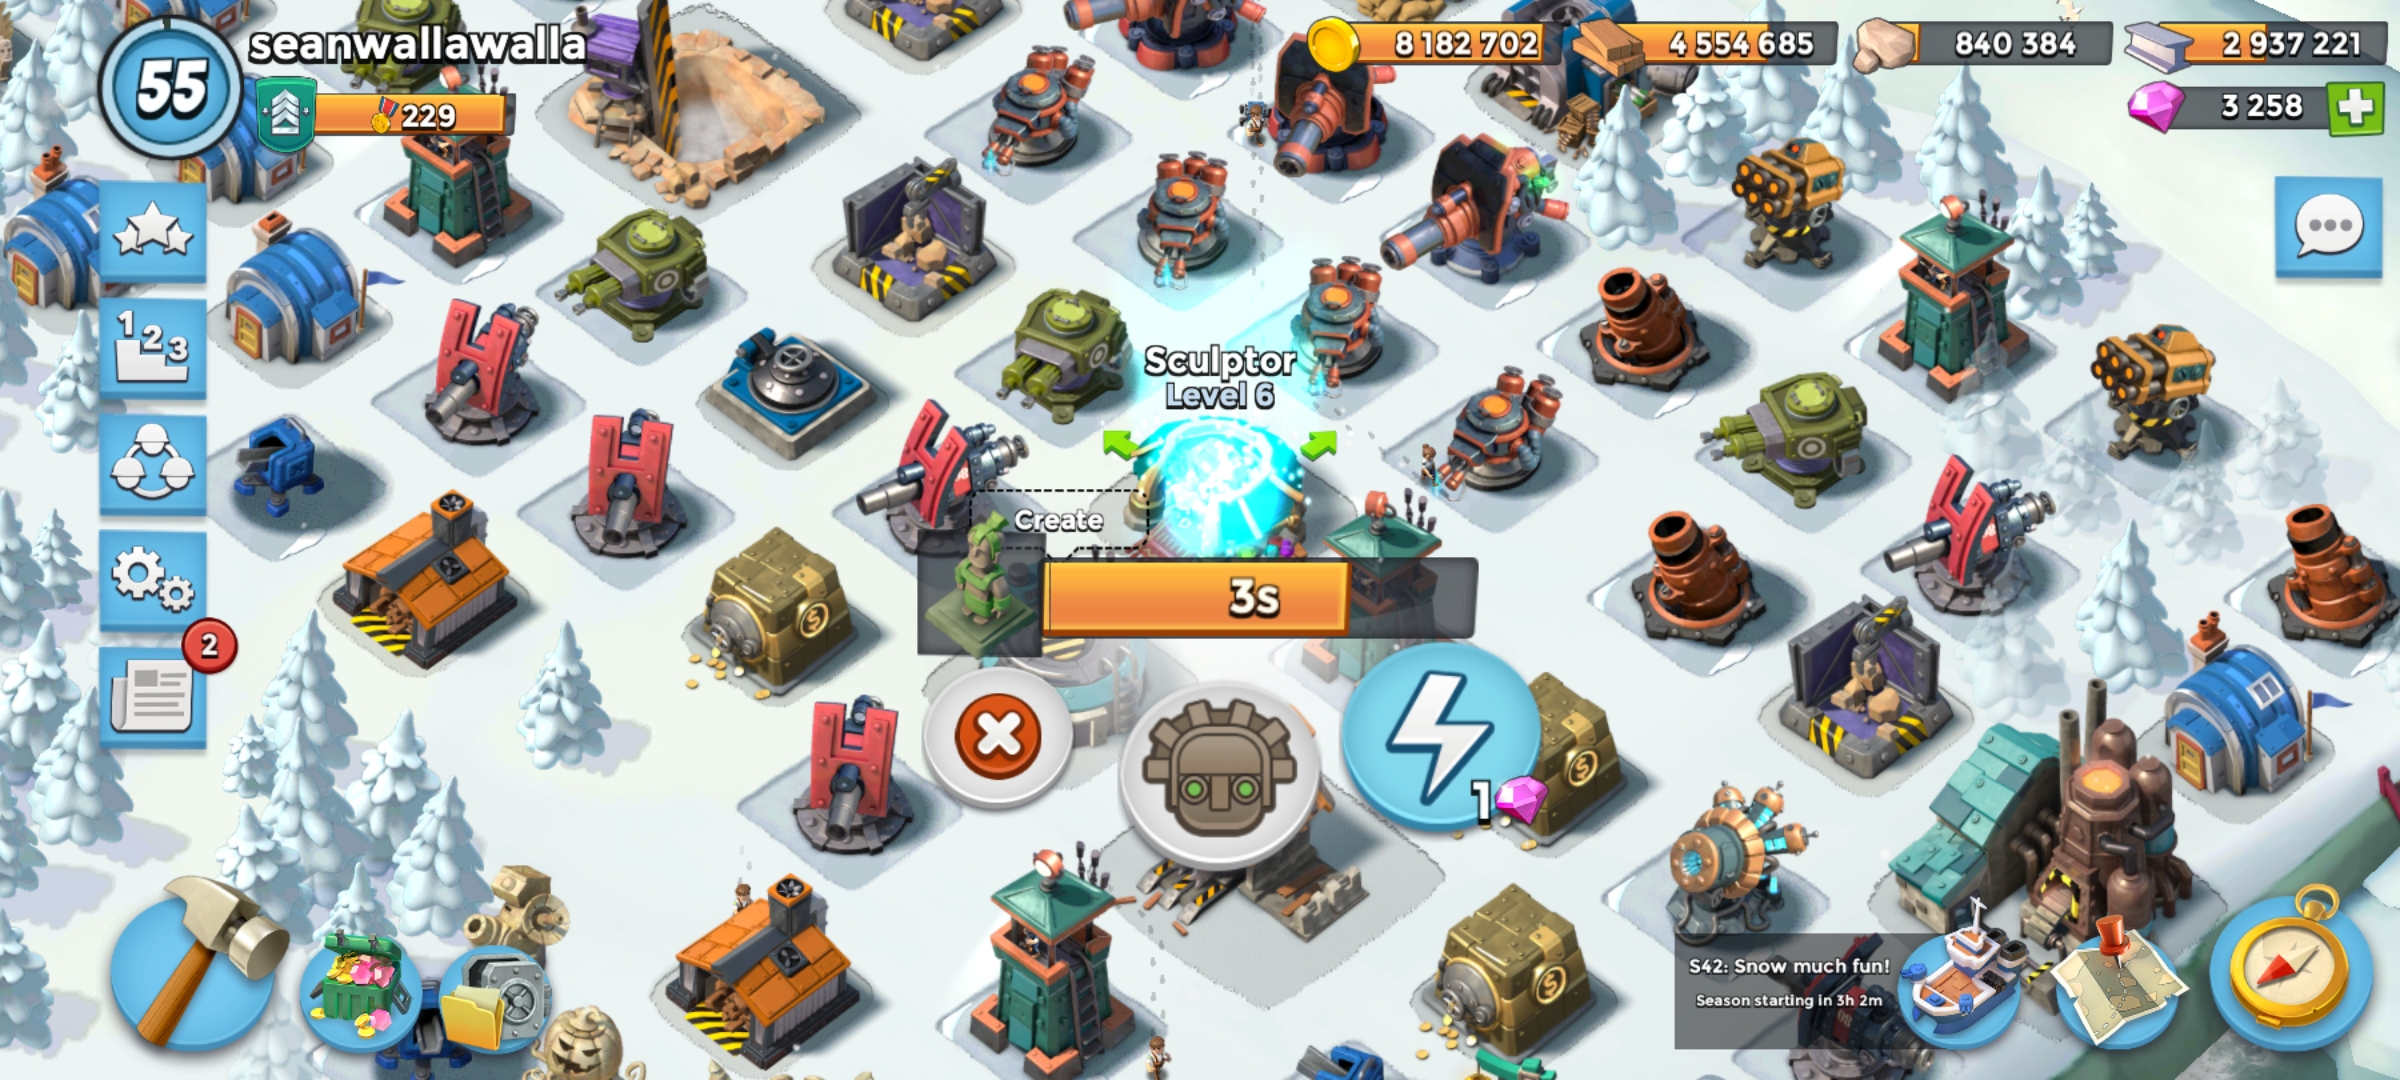 seanwallawalla
55
229
8 182 702
4 554 685
840 384
2 937 221
3 258
123
2
Sculptor
Level 6
Create
3s
1
S42: Snow much fun!
Season starting in 3h 2m